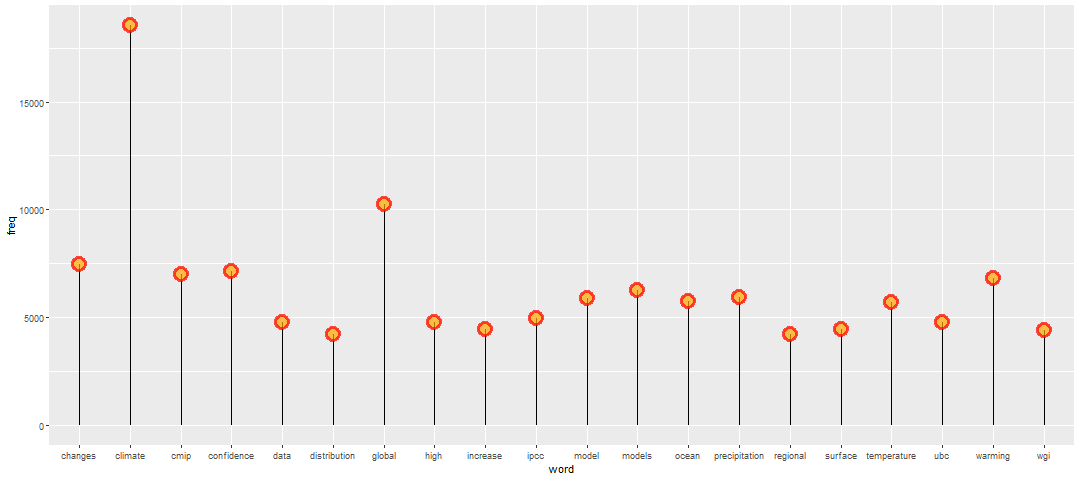 freq
15000
10000
5000
0
changes climate cmip confidence data distribution global high increase ipcc model models ocean precipitation regional surface temperature ubc warming wgi
word